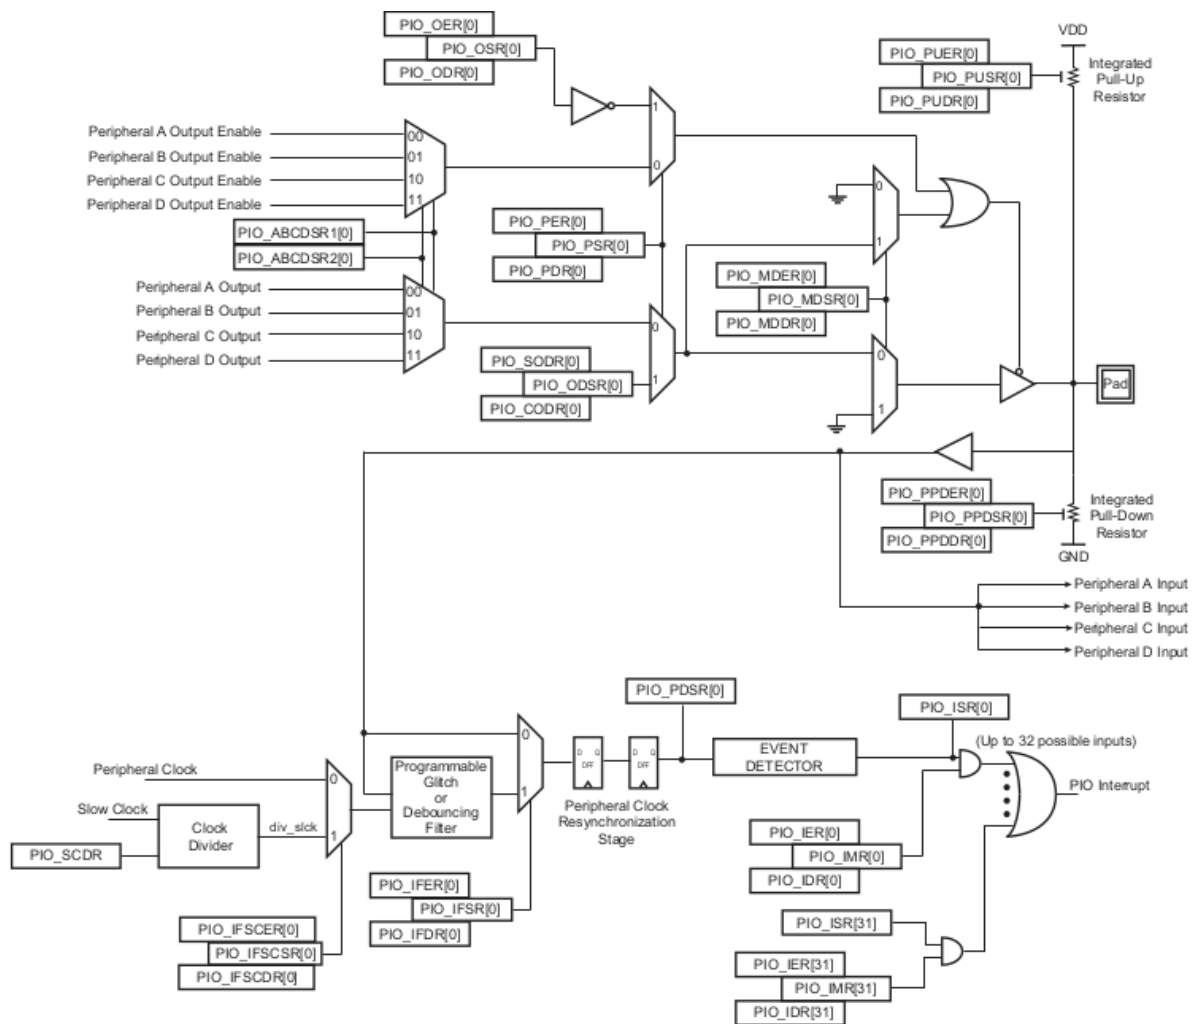 PIO_OER[0]
PIO_OSR[0]
PIO_ODR[0]
VDD
PIO_PUER[0]
PIO_PUSR[0]
PIO_PUDR[0]
Integrated
Pull-Up
Resistor
1
0
Peripheral A Output Enable
Peripheral B Output Enable
Peripheral C Output Enable
Peripheral D Output Enable
00
01
10
11
PIO_ABCDSR1[0]
PIO_ABCDSR2[0]
PIO_PER[0]
PIO_PSR[0]
PIO_PDR[0]
0
1
PIO_MDER[0]
PIO_MDSR[0]
PIO_MDDR[0]
Peripheral A Output
Peripheral B Output
Peripheral C Output
Peripheral D Output
00
01
10
11
0
1
PIO_SODR[0]
PIO_ODSR[0]
PIO_CODR[0]
0
1
Pad
PIO_PPDER[0]
PIO_PPDSR[0]
PIO_PPDDR[0]
Integrated
Pull-Down
Resistor
GND
Peripheral A Input
Peripheral B Input
Peripheral C Input
Peripheral D Input
PIO_PDSR[0]
PIO_ISR[0]
(Up to 32 possible inputs)
D Q
DFF
D Q
DFF
EVENT
DETECTOR
PIO Interrupt
Peripheral Clock
Resynchronization
Stage
0
1
Programmable
Glitch
or
Debouncing
Filter
Peripheral Clock
Slow Clock
Clock
Divider
div_slck
0
1
PIO_SCDR
PIO_IER[0]
PIO_IMR[0]
PIO_IDR[0]
PIO_IFER[0]
PIO_IFSR[0]
PIO_IFDR[0]
PIO_IFSCER[0]
PIO_IFSCSR[0]
PIO_IFSCDR[0]
PIO_ISR[31]
PIO_IER[31]
PIO_IMR[31]
PIO_IDR[31]